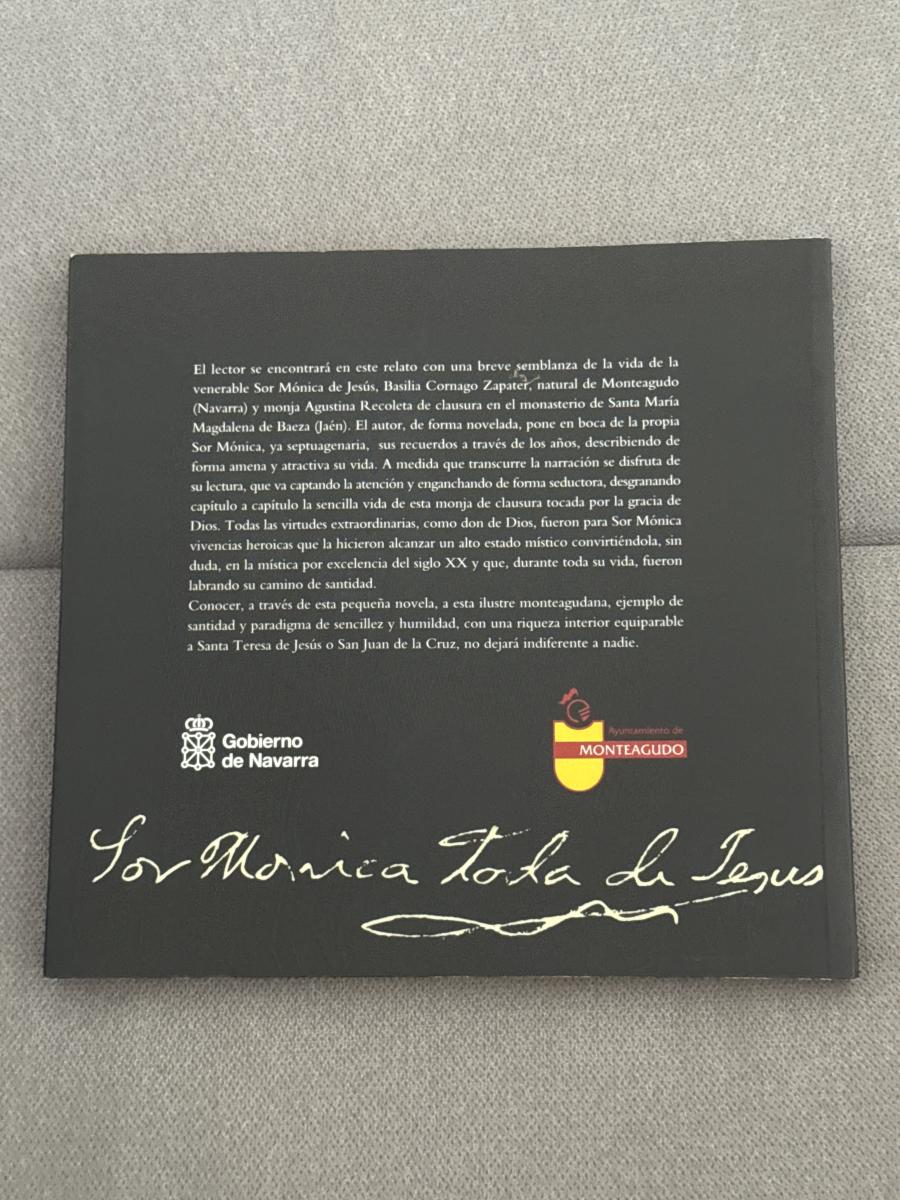 El lector se encontrará en este relato con una breve semblanza de la vida de la
venerable Sor Mónica de Jesús, Basilia Cornago Zapater, natural de Monteagudo
(Navarra) y monja Agustina Recoleta de clausura en el monasterio de Santa María
Magdalena de Baeza (Jaén). El autor, de forma novelada, pone en boca de la propia
Sor Mónica, ya septuagenaria, sus recuerdos a través de los años, describiendo de
forma amena y atractiva su vida. A medida que transcurre la narración se disfruta de
su lectura, que va captando la atención y enganchando de forma seductora, desgranando
capítulo a capítulo la sencilla vida de esta monja de clausura tocada por la gracia de
Dios. Todas las virtudes extraordinarias, como don de Dios, fueron para Sor Mónica
vivencias heroicas que la hicieron alcanzar un alto estado místico convirtiéndola, sin
duda, en la mística por excelencia del siglo XX y que, durante toda su vida, fueron
labrando su camino de santidad.
Conocer, a través de esta pequeña novela, a esta ilustre monteagudana, ejemplo de
santidad y paradigma de sencillez y humildad, con una riqueza interior equiparable
a Santa Teresa de Jesús o San Juan de la Cruz, no dejará indiferente a nadie.
Gobierno
de Navarra
Ayuntamiento de
MONTEAGUDO
Sor Monica toda de Jesus